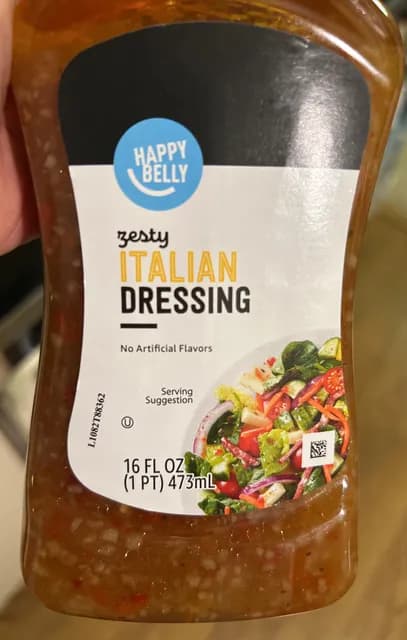 HAPPY
BELLY
zesty
ITALIAN
DRESSING
No Artificial Flavors
Serving
Suggestion
L1082T88362
U
16 FL OZ
(1 PT) 473mL